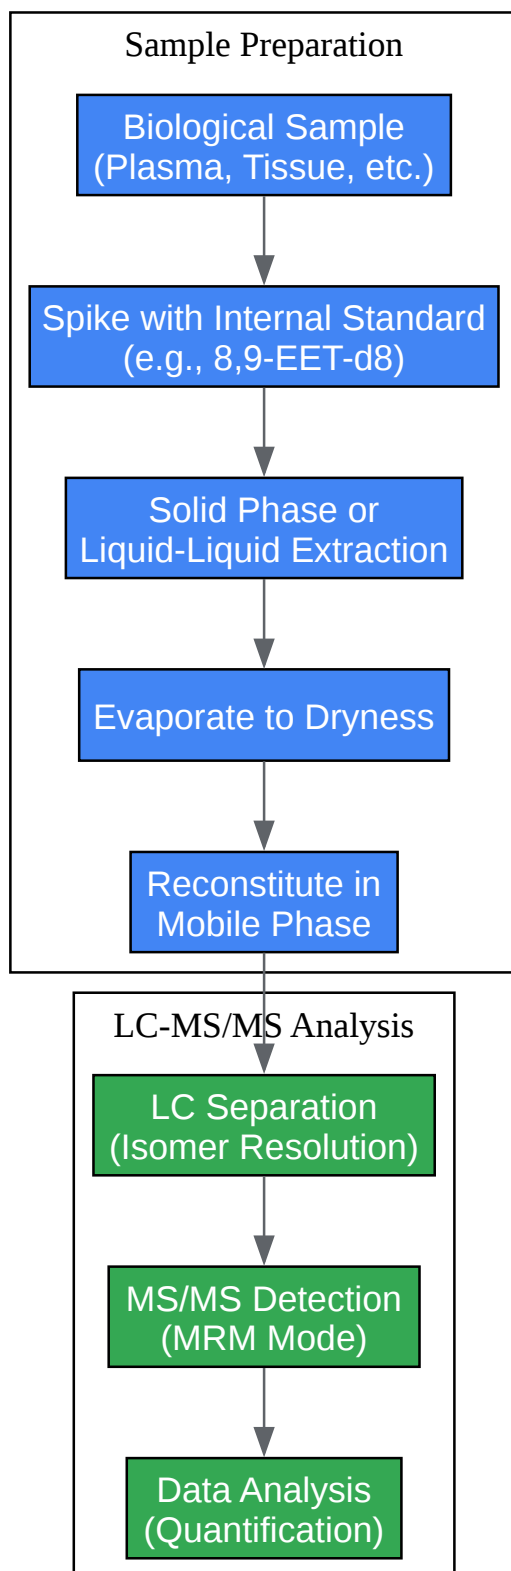 Sample Preparation
Biological Sample
(Plasma, Tissue, etc.)
Spike with Internal Standard
(e.g., 8,9-EET-d8)
Solid Phase or
Liquid-Liquid Extraction
Evaporate to Dryness
Reconstitute in
Mobile Phase
LC-MS/MS Analysis
LC Separation
(Isomer Resolution)
MS/MS Detection
(MRM Mode)
Data Analysis
(Quantification)